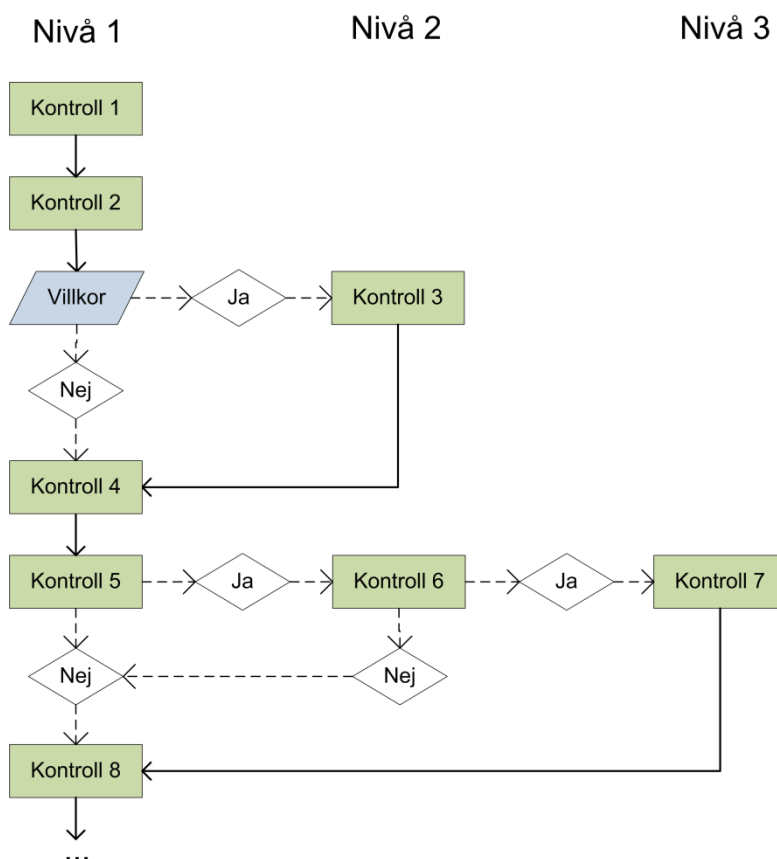 Nivå 1
Nivå 2
Nivå 3
Kontroll 1
Kontroll 2
Villkor
Ja
Kontroll 3
Nej
Kontroll 4
Kontroll 5
Ja
Kontroll 6
Ja
Kontroll 7
Nej
Nej
Kontroll 8
...